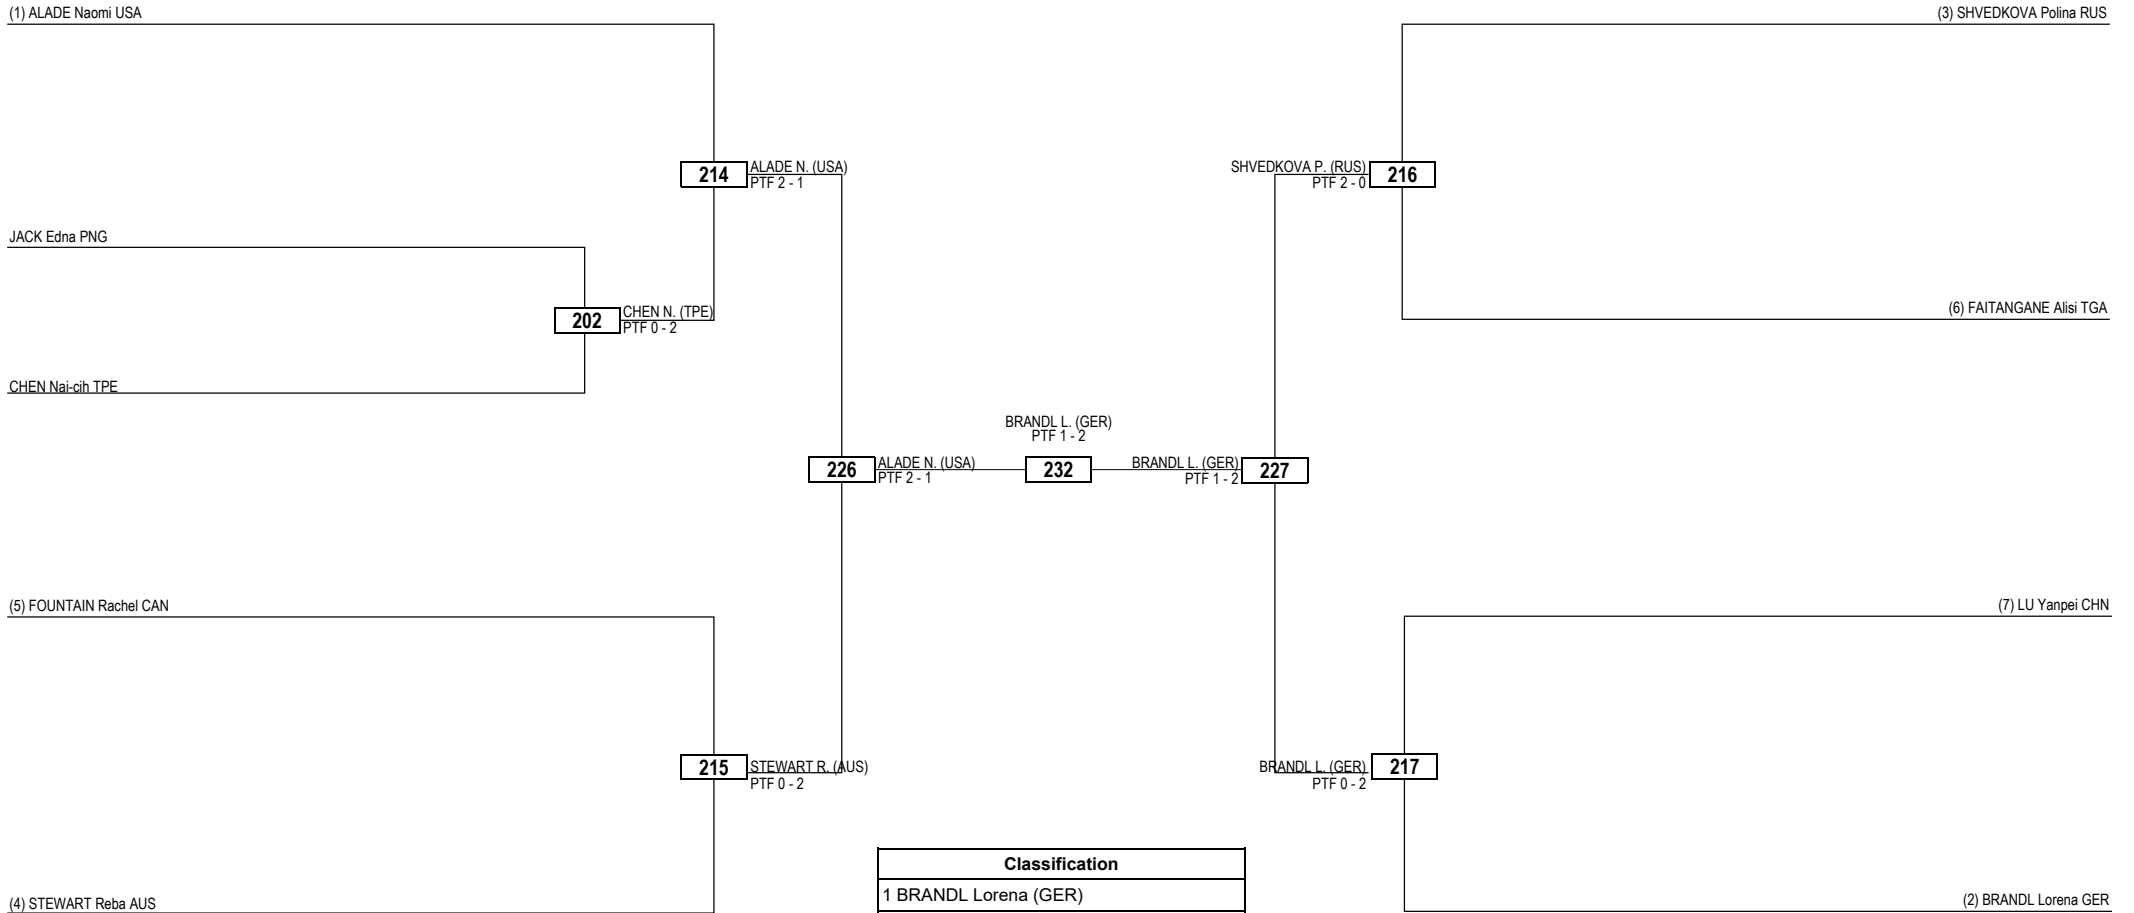 (1) ALADE Naomi USA
(3) SHVEDKOVA Polina RUS
214
ALADE N. (USA)
PTF 2 - 1
SHVEDKOVA P. (RUS)
PTF 2 - 0
216
JACK Edna PNG
202
CHEN N. (TPE)
PTF 0 - 2
(6) FAITANGANE Alisi TGA
CHEN Nai-cih TPE
BRANDL L. (GER)
PTF 1 - 2
226
ALADE N. (USA)
PTF 2 - 1
232
BRANDL L. (GER)
PTF 1 - 2
227
(5) FOUNTAIN Rachel CAN
(7) LU Yanpei CHN
215
STEWART R. (AUS)
PTF 0 - 2
BRANDL L. (GER)
PTF 0 - 2
217
Classification
1 BRANDL Lorena (GER)
(4) STEWART Reba AUS
(2) BRANDL Lorena GER